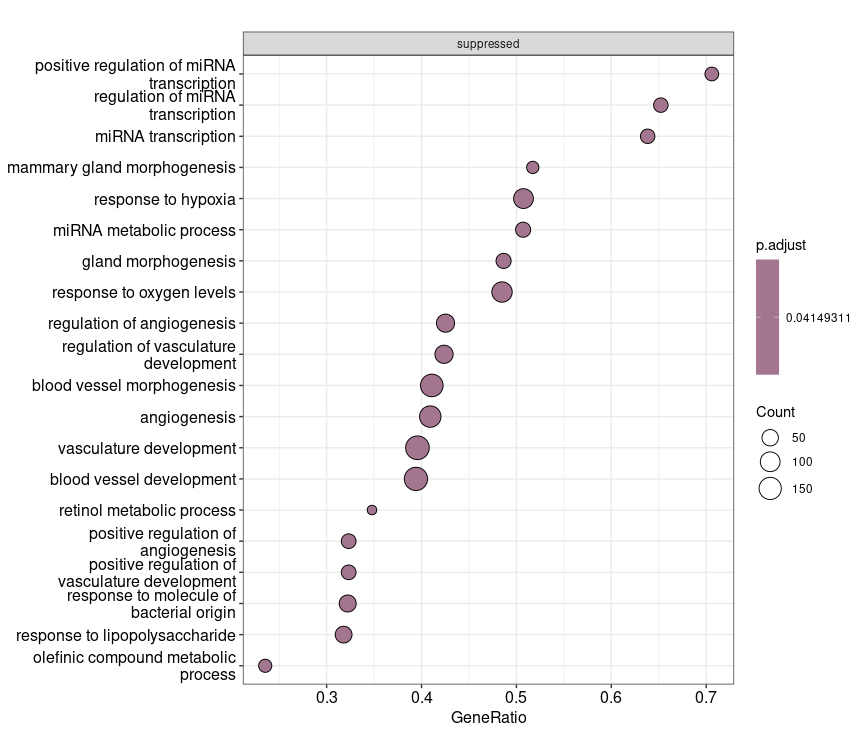 suppressed
positive regulation of miRNA
transcription
regulation of miRNA
transcription
miRNA transcription
mammary gland morphogenesis
response to hypoxia
miRNA metabolic process
gland morphogenesis
response to oxygen levels
regulation of angiogenesis
regulation of vasculature
development
blood vessel morphogenesis
angiogenesis
vasculature development
blood vessel development
retinol metabolic process
positive regulation of
angiogenesis
positive regulation of
vasculature development
response to molecule of
bacterial origin
response to lipopolysaccharide
olefinic compound metabolic
process
0.3 0.4 0.5 0.6 0.7
GeneRatio
p.adjust
0.04149311
Count
50
100
150